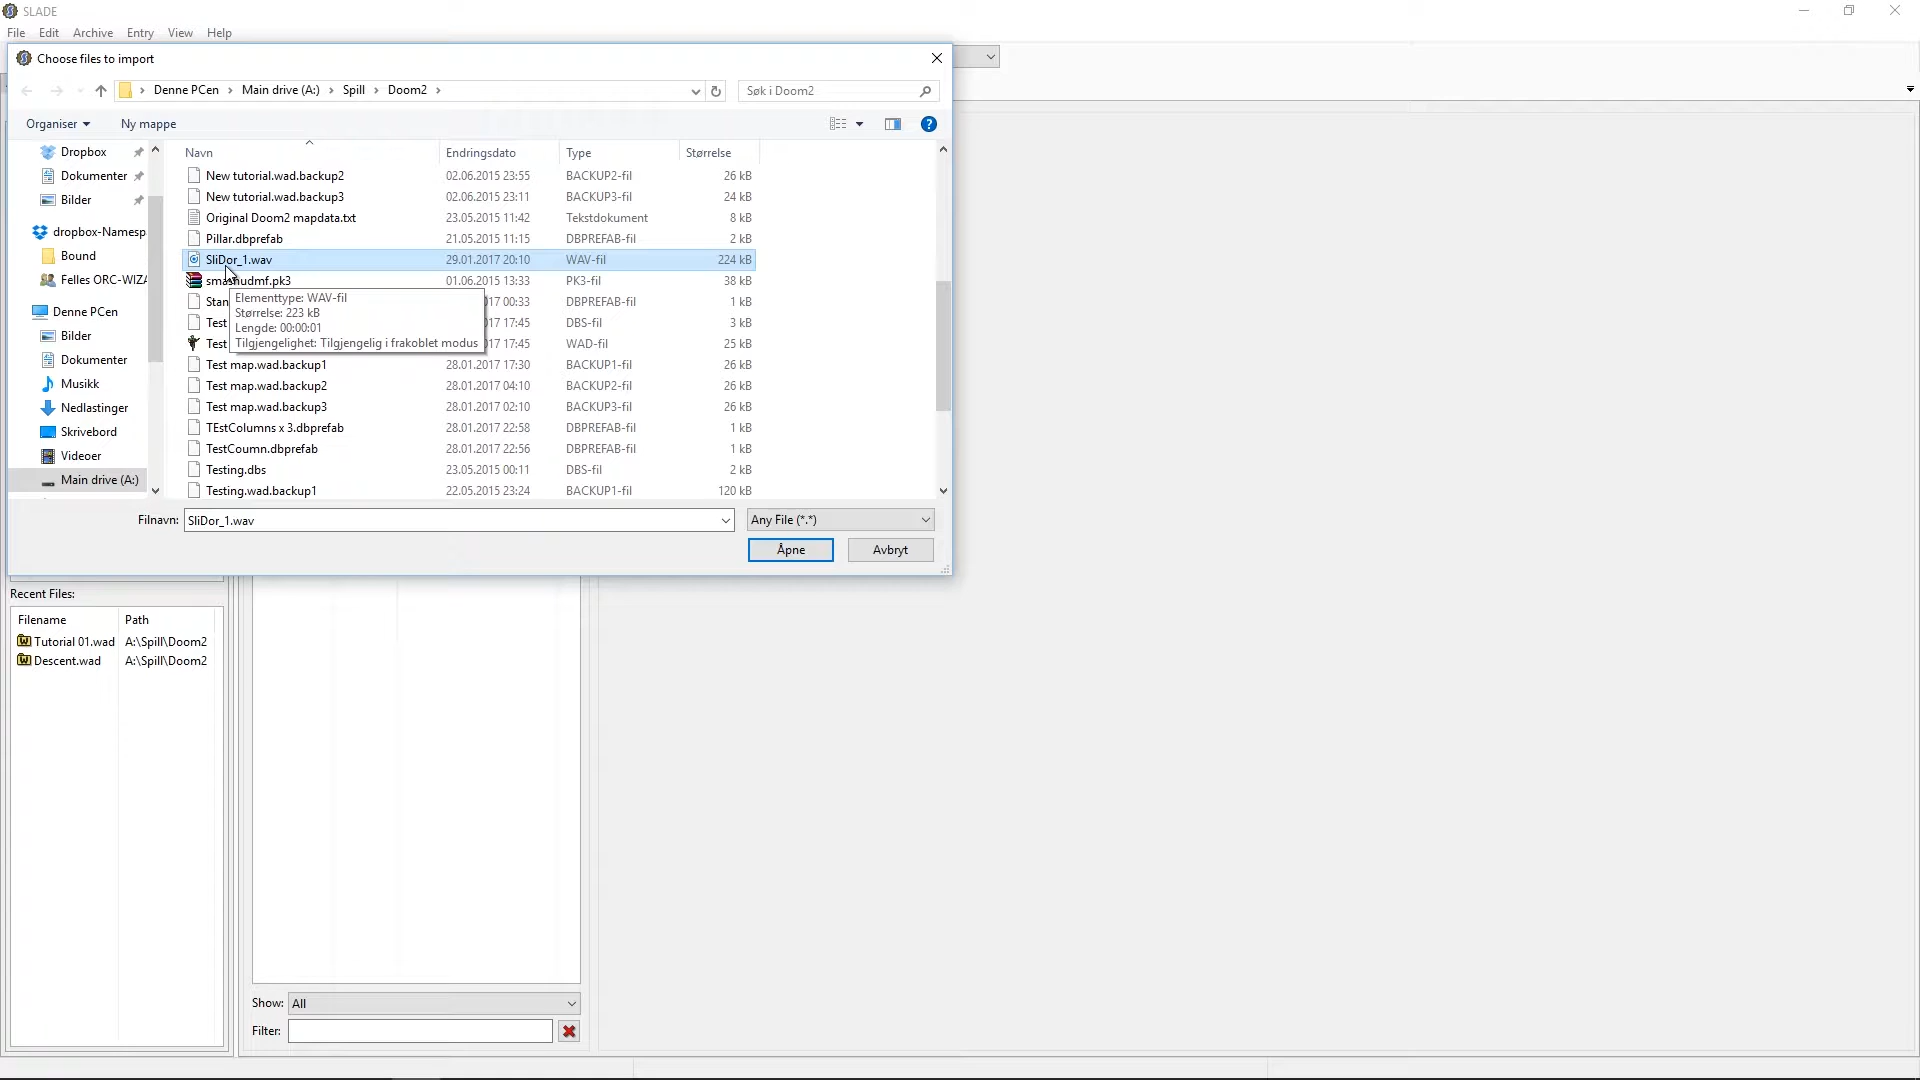 SLADE
File Edit Archive Entry View Help
Choose files to import
Denne PCen Main drive (A:) Spill Doom2
Søk i Doom2
Organiser Ny mappe
Navn Endringsdato Type Størrelse
Dropbox
Dokumenter
Bilder
dropbox-Namesp
Bound
Felles ORC-WIZA
Denne PCen
Bilder
Dokumenter
Musikk
Nedlastinger
Skrivebord
Videoer
Main drive (A:)
New tutorial.wad.backup2 02.06.2015 23:55 BACKUP2-fil 26 kB
New tutorial.wad.backup3 02.06.2015 23:11 BACKUP3-fil 24 kB
Original Doom2 mapdata.txt 23.05.2015 11:42 Tekstdokument 8 kB
Pillar.dbprefab 21.05.2015 11:15 DBPREFAB-fil 2 kB
SliDor_1.wav 29.01.2017 20:10 WAV-fil 224 kB
01.06.2015 13:33 PK3-fil 38 kB
Stan 17 00:33 DBPREFAB-fil 1 kB
Test 17 17:45 DBS-fil 3 kB
Test 17 17:45 WAD-fil 25 kB
Test map.wad.backup1 28.01.2017 17:30 BACKUP1-fil 26 kB
Test map.wad.backup2 28.01.2017 04:10 BACKUP2-fil 26 kB
Test map.wad.backup3 28.01.2017 02:10 BACKUP3-fil 26 kB
TEstColumns x 3.dbprefab 28.01.2017 22:58 DBPREFAB-fil 1 kB
TestCoumn.dbprefab 28.01.2017 22:56 DBPREFAB-fil 1 kB
Testing.dbs 23.05.2015 00:11 DBS-fil 2 kB
Testing.wad.backup1 22.05.2015 23:24 BACKUP1-fil 120 kB
Elementtype: WAV-fil
Størrelse: 223 kB
Lengde: 00:00:01
Tilgjengelighet: Tilgjengelig i frakoblet modus
Filnavn: SliDor_1.wav Any File (*.*)
Åpne Avbryt
Recent Files:
Filename Path
Tutorial 01.wad A:\Spill\Doom2
Descent.wad A:\Spill\Doom2
Show: All
Filter: